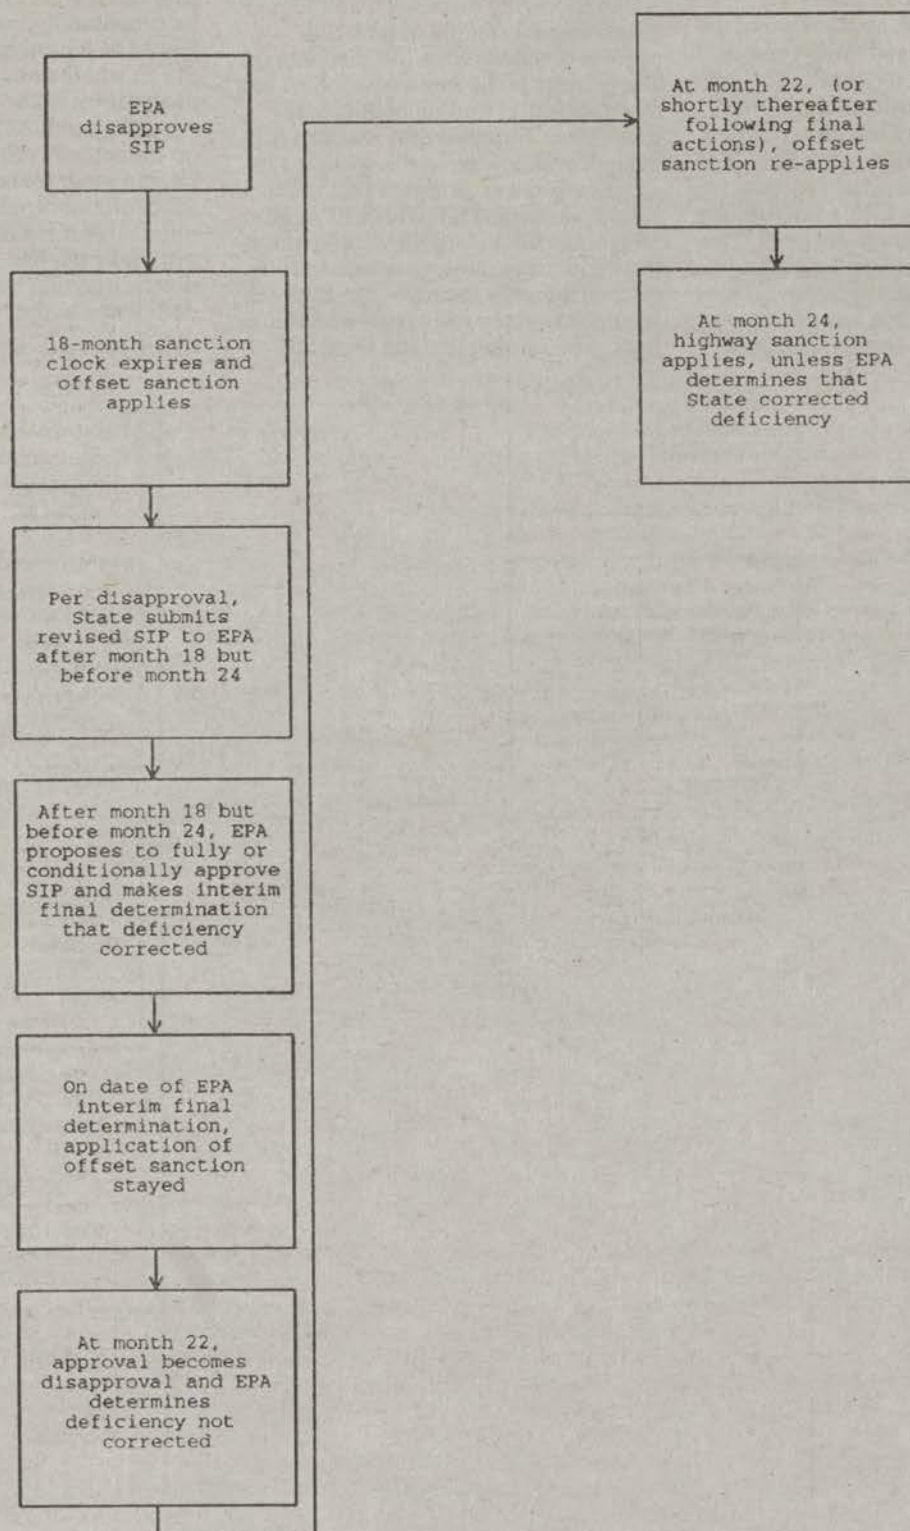 EPA
disapproves
SIP
18-month sanction
clock expires and
offset sanction
applies
Per disapproval,
State submits
revised SIP to EPA
after month 18 but
before month 24
After month 18 but
before month 24, EPA
proposes to fully or
conditionally approve
SIP and makes interim
final determination
that deficiency
corrected
On date of EPA
interim final
determination,
application of
offset sanction
stayed
At month 22,
approval becomes
disapproval and EPA
determines
deficiency not
corrected
At month 22, (or
shortly thereafter
following final
actions), offset
sanction re-applies
At month 24,
highway sanction
applies, unless EPA
determines that
State corrected
deficiency